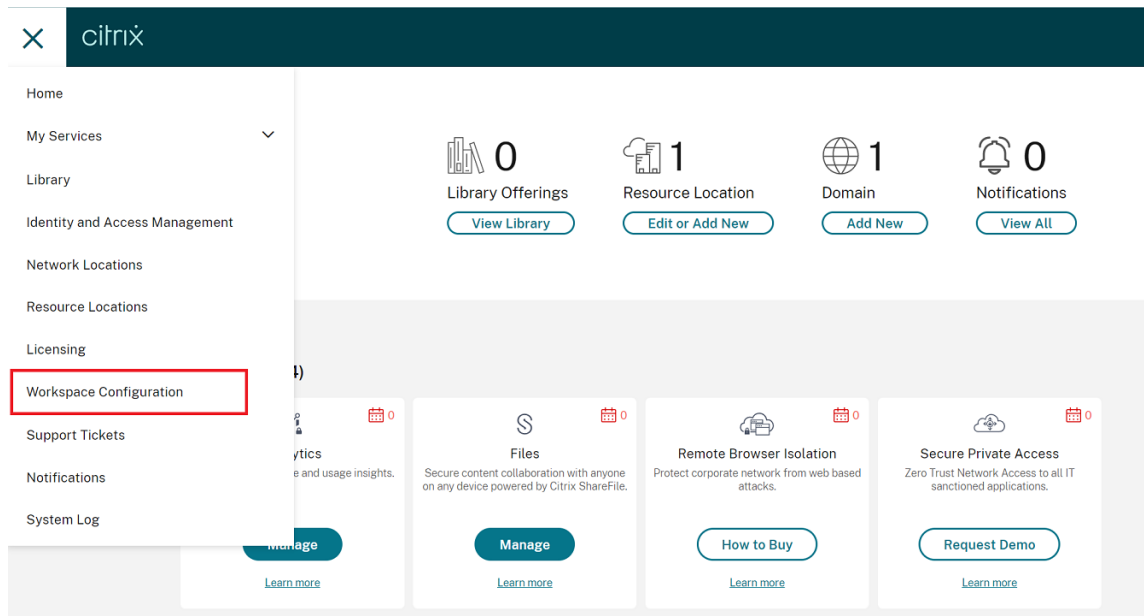 citrix
Home
My Services
Library
Identity and Access Management
Network Locations
Resource Locations
Licensing
Workspace Configuration
Support Tickets
Notifications
System Log
0
Library Offerings
View Library
1
Resource Location
Edit or Add New
1
Domain
Add New
0
Notifications
View All
0
and usage insights.
Manage
Learn more
0
Files
Secure content collaboration with anyone
on any device powered by Citrix ShareFile.
Manage
Learn more
0
Remote Browser Isolation
Protect corporate network from web based
attacks.
How to Buy
Learn more
0
Secure Private Access
Zero Trust Network Access to all IT
sanctioned applications.
Request Demo
Learn more